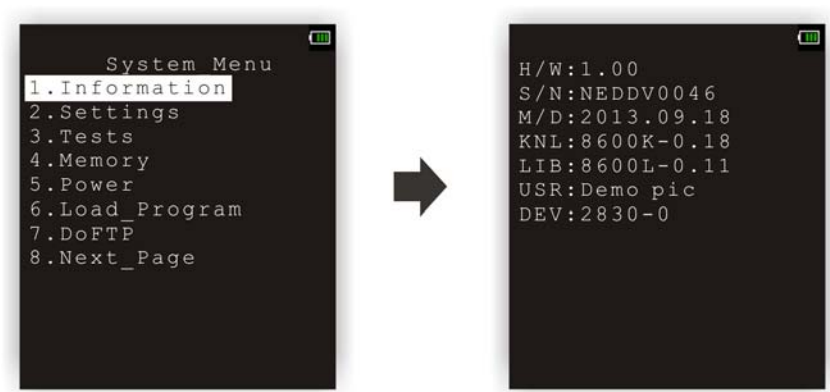 System Menu
1.Information
2.Settings
3.Tests
4.Memory
5.Power
6.Load_Program
7.DoFTP
8.Next_Page
H/W:1.00
S/N:NEDDV0046
M/D:2013.09.18
KNL:8600K-0.18
LIB:8600L-0.11
USR:Demo pic
DEV:2830-0